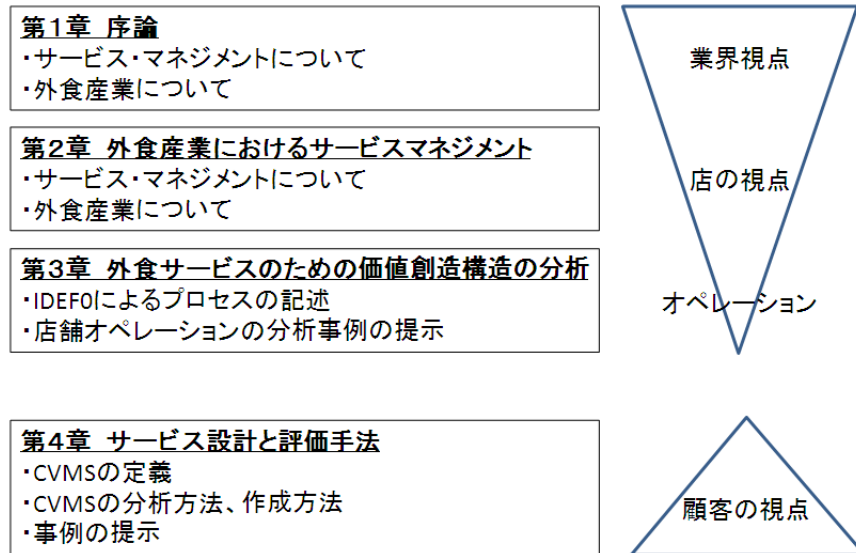 第1章 序論
・サービス・マネジメントについて
・外食産業について
業界視点
第2章 外食産業におけるサービスマネジメント
・サービス・マネジメントについて
・外食産業について
店の視点
第3章 外食サービスのための価値創造構造の分析
・IDEF0によるプロセスの記述
・店舗オペレーションの分析事例の提示
オペレーション
第4章 サービス設計と評価手法
・CVMSの定義
・CVMSの分析方法、作成方法
・事例の提示
顧客の視点